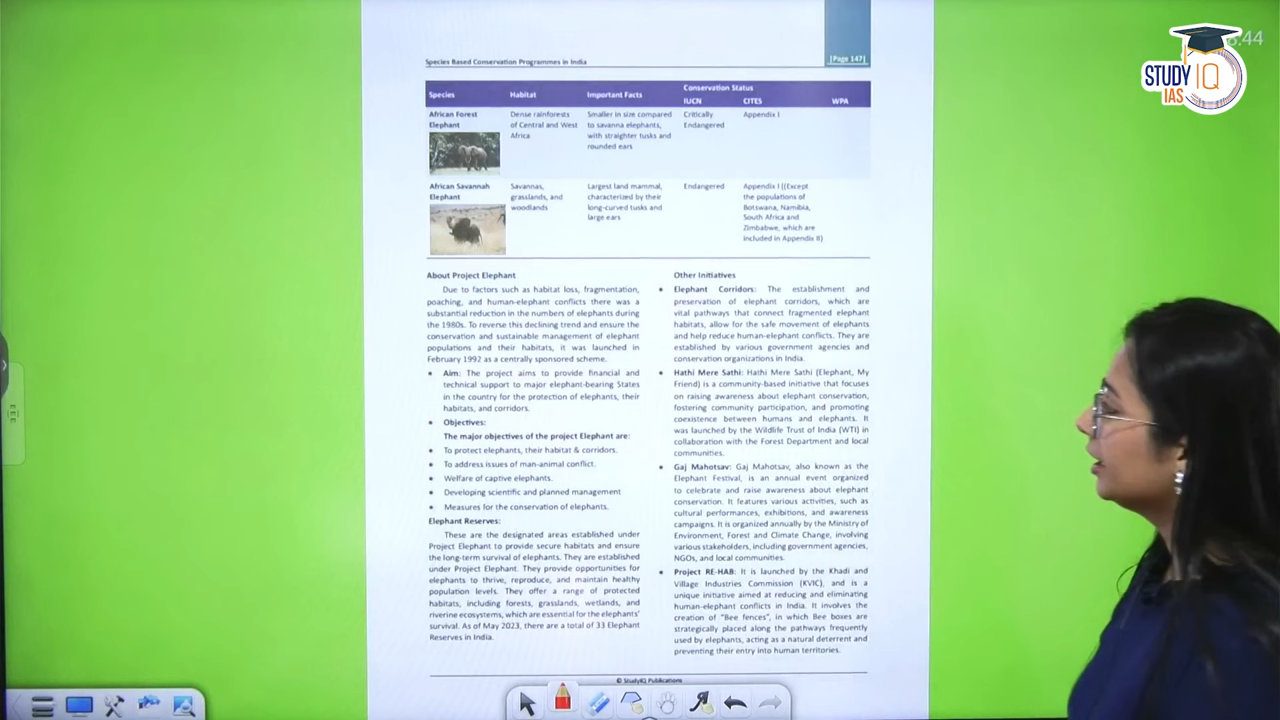 STUDY IQ
IAS
Species Based Conservation Programmes in India
[Page 147]
Species Habitat Important Facts Conservation Status
IUCN CITES WPA
African Forest Elephant
Dense rainforests of Central and West Africa
Smaller in size compared to savanna elephants, with straighter tusks and rounded ears
Critically Endangered
Appendix I
African Savannah Elephant
Savannas, grasslands, and woodlands
Largest land mammal, characterized by their long-curved tusks and large ears
Endangered
Appendix I [(Except the populations of Botswana, Namibia, South Africa and Zimbabwe, which are included in Appendix II)
About Project Elephant
Due to factors such as habitat loss, fragmentation,
poaching, and human-elephant conflicts there was a
substantial reduction in the numbers of elephants during
the 1980s. To reverse this declining trend and ensure the
conservation and sustainable management of elephant
populations and their habitats, it was launched in
February 1992 as a centrally sponsored scheme.
• Aim: The project aims to provide financial and
technical support to major elephant-bearing States
in the country for the protection of elephants, their
habitats, and corridors.
• Objectives:
The major objectives of the project Elephant are:
• To protect elephants, their habitat & corridors.
• To address issues of man-animal conflict.
• Welfare of captive elephants.
• Developing scientific and planned management
• Measures for the conservation of elephants.
Elephant Reserves:
These are the designated areas established under
Project Elephant to provide secure habitats and ensure
the long-term survival of elephants. They are established
under Project Elephant. They provide opportunities for
elephants to thrive, reproduce, and maintain healthy
population levels. They offer a range of protected
habitats, including forests, grasslands, wetlands, and
riverine ecosystems, which are essential for the elephants'
survival. As of May 2023, there are a total of 33 Elephant
Reserves in India.
Other Initiatives
• Elephant Corridors: The establishment and
preservation of elephant corridors, which are
vital pathways that connect fragmented elephant
habitats, allow for the safe movement of elephants
and help reduce human-elephant conflicts. They are
established by various government agencies and
conservation organizations in India.
• Hathi Mere Sathi: Hathi Mere Sathi (Elephant, My
Friend) is a community-based initiative that focuses
on raising awareness about elephant conservation,
fostering community participation, and promoting
coexistence between humans and elephants. It
was launched by the Wildlife Trust of India (WTI) in
collaboration with the Forest Department and local
communities.
• Gaj Mahotsav: Gaj Mahotsav, also known as the
Elephant Festival, is an annual event organized
to celebrate and raise awareness about elephant
conservation. It features various activities, such as
cultural performances, exhibitions, and awareness
campaigns. It is organized annually by the Ministry of
Environment, Forest and Climate Change, involving
various stakeholders, including government agencies,
NGOs, and local communities.
• Project RE-HAB: It is launched by the Khadi and
Village Industries Commission (KVIC), and is a
unique initiative aimed at reducing and eliminating
human-elephant conflicts in India. It involves the
creation of "Bee fences", in which Bee boxes are
strategically placed along the pathways frequently
used by elephants, acting as a natural deterrent and
preventing their entry into human territories.
© StudyIQ Publications